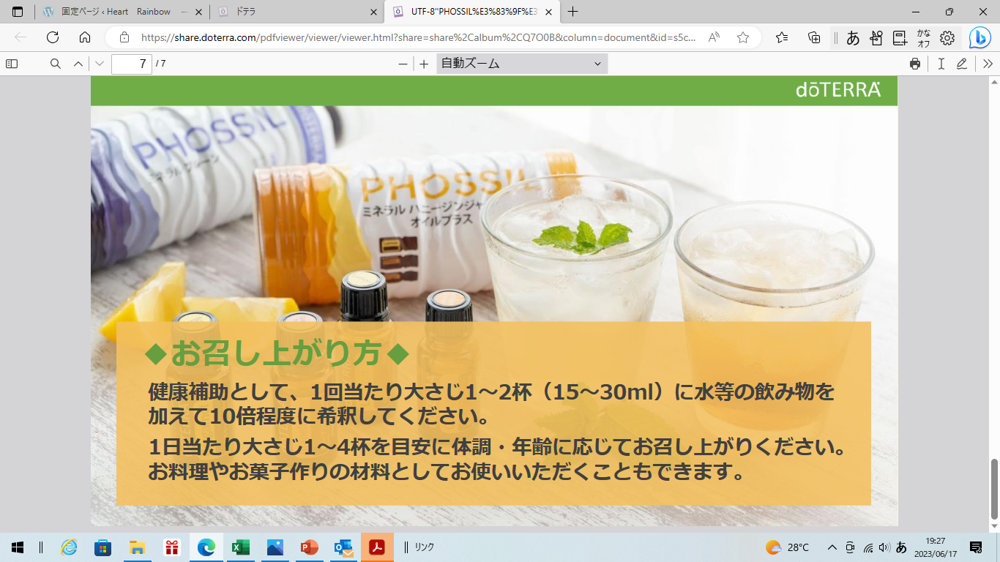 固定ページ ‹ Heart Rainbow —
ドテラ
UTF-8''PHOSSIL%E3%83%9F%E3
https://share.doterra.com/pdfviewer/viewer/viewer.html?share=share%2Calbum%2CQ7O0B&column=document&id=s5c...
あ
かな
オフ
7 / 7
自動ズーム
dōTERRA
PHOSSIL
ミネラルプレーン
PHOSSIL
ミネラル ハニージンジャ
オイルプラス
◆お召し上がり方◆
健康補助として、1回当たり大さじ1～2杯（15～30ml）に水等の飲み物を
加えて10倍程度に希釈してください。
1日当たり大さじ1～4杯を目安に体調・年齢に応じてお召し上がりください。
お料理やお菓子作りの材料としてお使いいただくこともできます。
リンク
28°C
あ
19:27
2023/06/17